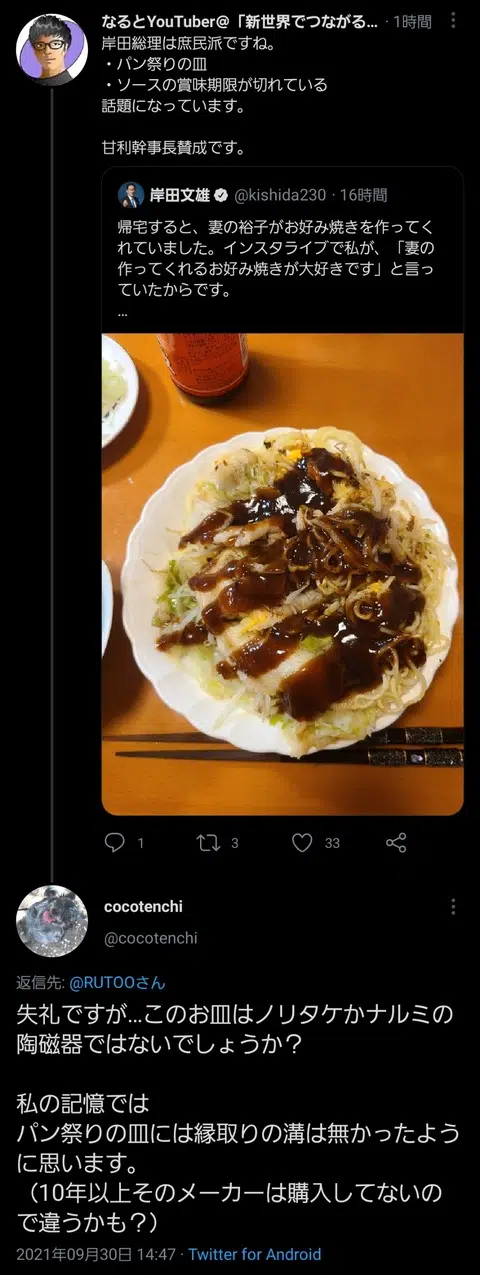 なるとYouTuber@「新世界でつながる... · 1時間
岸田総理は庶民派ですね。
・パン祭りの皿
・ソースの賞味期限が切れている
話題になっています。
甘利幹事長賛成です。
岸田文雄 @kishida230 · 16時間
帰宅すると、妻の裕子がお好み焼きを作ってく
れていました。インスタライブで私が、「妻の
作ってくれるお好み焼きが大好きです」と言っ
ていたからです。
...
1 3 33
cocotenchi
@cocotenchi
返信先: @RUTOOさん
失礼ですが...このお皿はノリタケかナルミの
陶磁器ではないでしょうか？
私の記憶では
パン祭りの皿には縁取りの溝は無かったよう
に思います。
（10年以上そのメーカーは購入してないの
で違うかも？）
2021年09月30日 14:47 · Twitter for Android